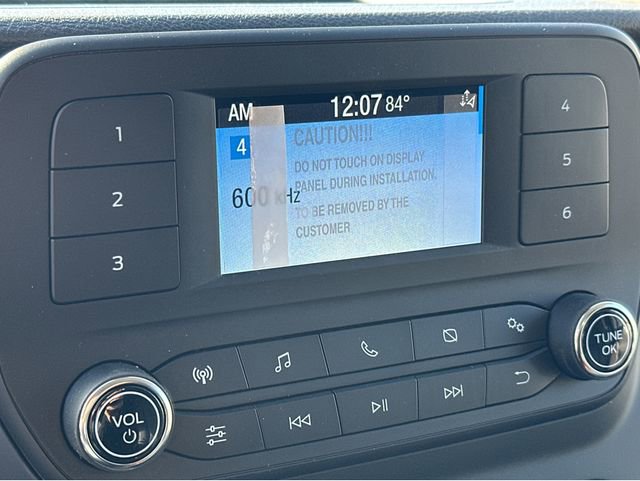 AM 12:07 84°
4
CAUTION!!!
DO NOT TOUCH ON DISPLAY
PANEL DURING INSTALLATION.
600 kHz
TO BE REMOVED BY THE
CUSTOMER
1
2
3
4
5
6
VOL
TUNE
OK